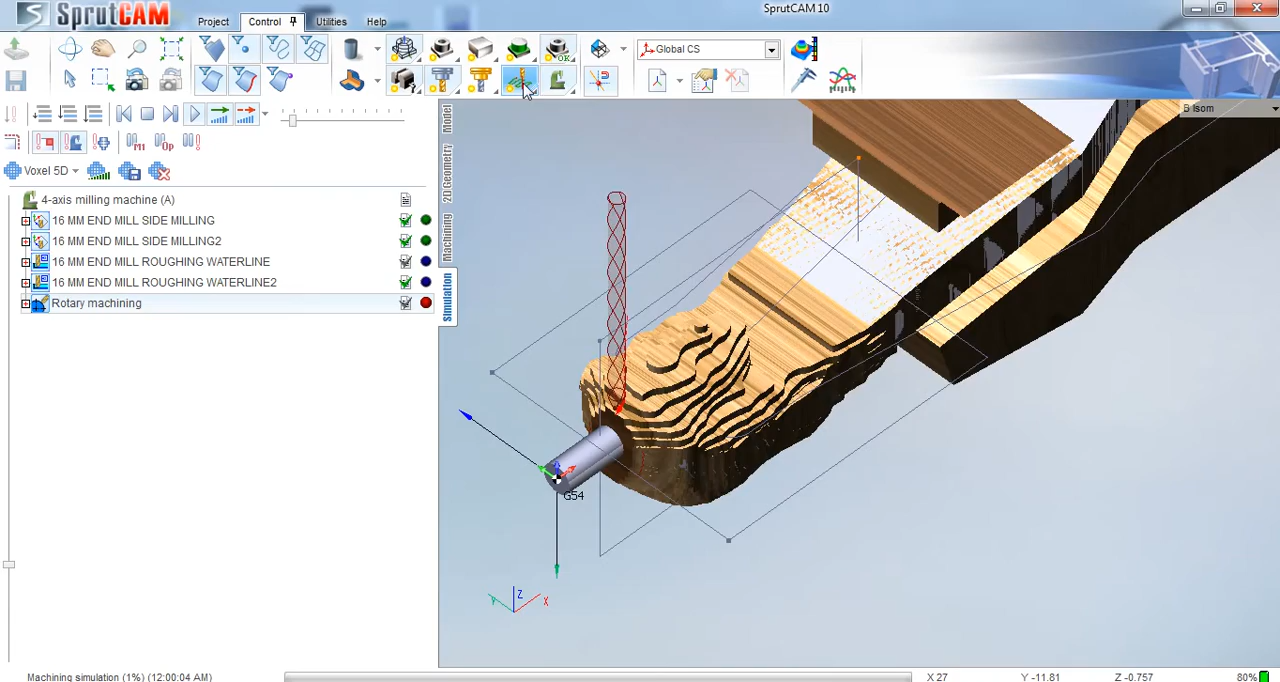 SprutCAM
SprutCAM 10
Project
Control
Utilities
Help
OK
Global CS
M1
Op
Voxel 5D
4-axis milling machine (A)
16 MM END MILL SIDE MILLING
16 MM END MILL SIDE MILLING2
16 MM END MILL ROUGHING WATERLINE
16 MM END MILL ROUGHING WATERLINE2
Rotary machining
Model
2D Geometry
Machining
Simulation
Isom
G54
Z
Y
X
Machining simulation (1%) (12:00:04 AM)
X 27
Y -11.81
Z -0.757
80%